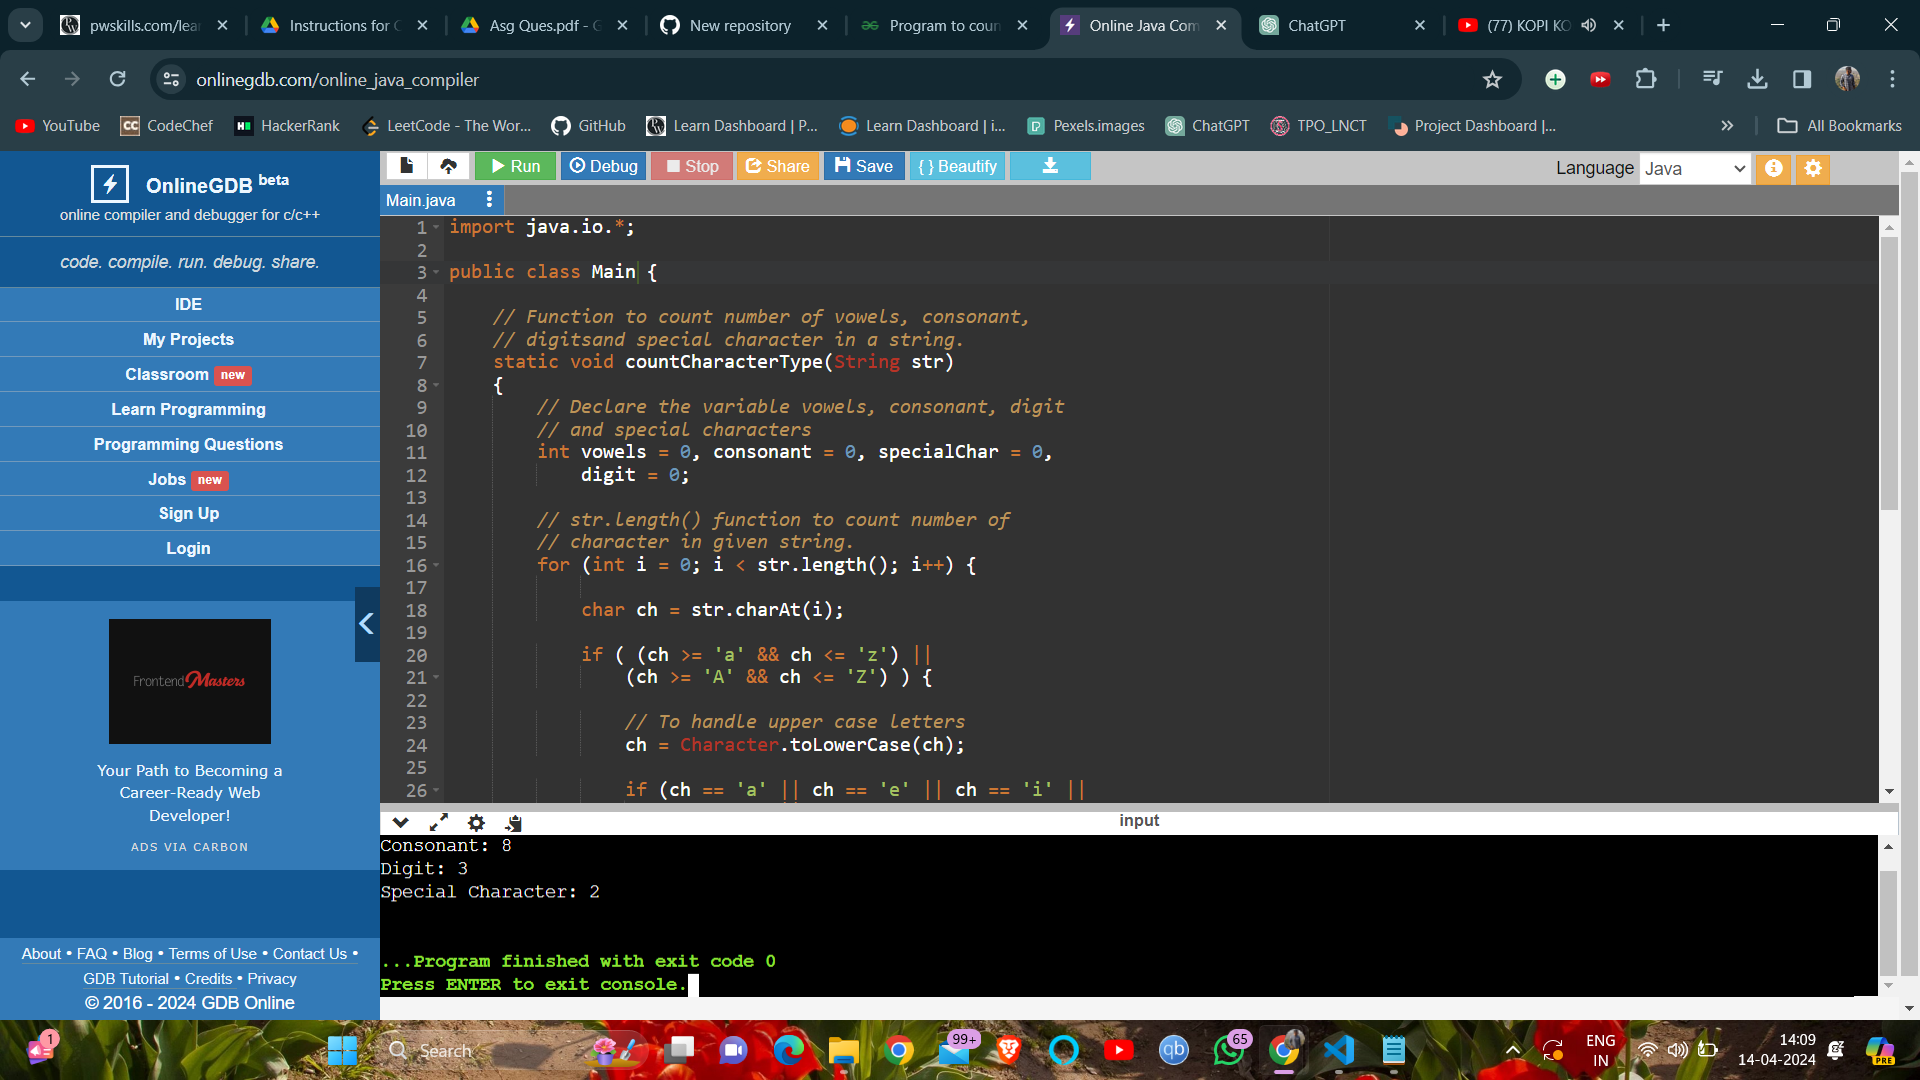 pwskills.com/lea
Instructions for C
Asg Ques.pdf - G
New repository
Program to coun
Online Java Com
ChatGPT
(77) KOPI KO
onlinegdb.com/online_java_compiler
YouTube
CC CodeChef
H HackerRank
LeetCode - The Wor...
GitHub
Learn Dashboard | P...
Learn Dashboard | i...
Pexels.images
ChatGPT
TPO_LNCT
Project Dashboard |...
All Bookmarks
OnlineGDB beta
online compiler and debugger for c/c++
code. compile. run. debug. share.
IDE
My Projects
Classroom new
Learn Programming
Programming Questions
Jobs new
Sign Up
Login
Frontend Masters
Your Path to Becoming a
Career-Ready Web
Developer!
ADS VIA CARBON
About • FAQ • Blog • Terms of Use • Contact Us •
GDB Tutorial • Credits • Privacy
© 2016 - 2024 GDB Online
Run Debug Stop Share Save { } Beautify
Language Java
Main.java
1 import java.io.*;
2
3 public class Main {
4
5 // Function to count number of vowels, consonant,
6 // digitsand special character in a string.
7 static void countCharacterType(String str)
8 {
9 // Declare the variable vowels, consonant, digit
10 // and special characters
11 int vowels = 0, consonant = 0, specialChar = 0,
12 digit = 0;
13
14 // str.length() function to count number of
15 // character in given string.
16 for (int i = 0; i < str.length(); i++) {
17
18 char ch = str.charAt(i);
19
20 if ( (ch >= 'a' && ch <= 'z') ||
21 (ch >= 'A' && ch <= 'Z') ) {
22
23 // To handle upper case letters
24 ch = Character.toLowerCase(ch);
25
26 if (ch == 'a' || ch == 'e' || ch == 'i' ||
input
Consonant: 8
Digit: 3
Special Character: 2
...Program finished with exit code 0
Press ENTER to exit console.
1
Search
99+
qb
65
ENG
IN
14:09
14-04-2024
PRE